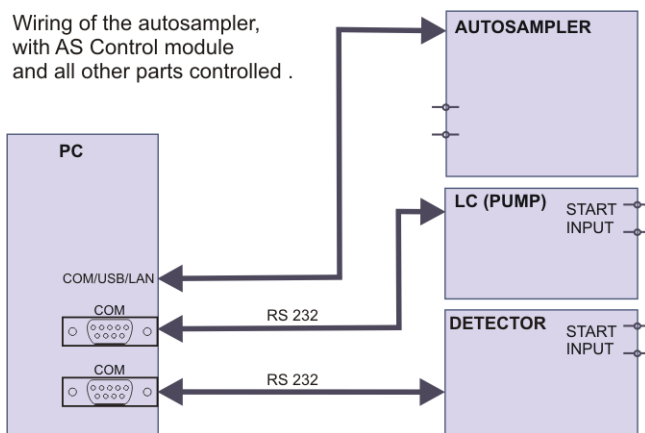 Wiring of the autosampler,
with AS Control module
and all other parts controlled .
AUTOSAMPLER
PC
LC (PUMP)
START
INPUT
COM/USB/LAN
COM
RS 232
DETECTOR
START
INPUT
COM
RS 232